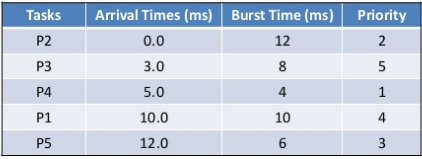 Tasks Arrival Times (ms) Burst Time (ms) Priority
P2 0.0 12 2
P3 3.0 8 5
P4 5.0 4 1
P1 10.0 10 4
P5 12.0 6 3